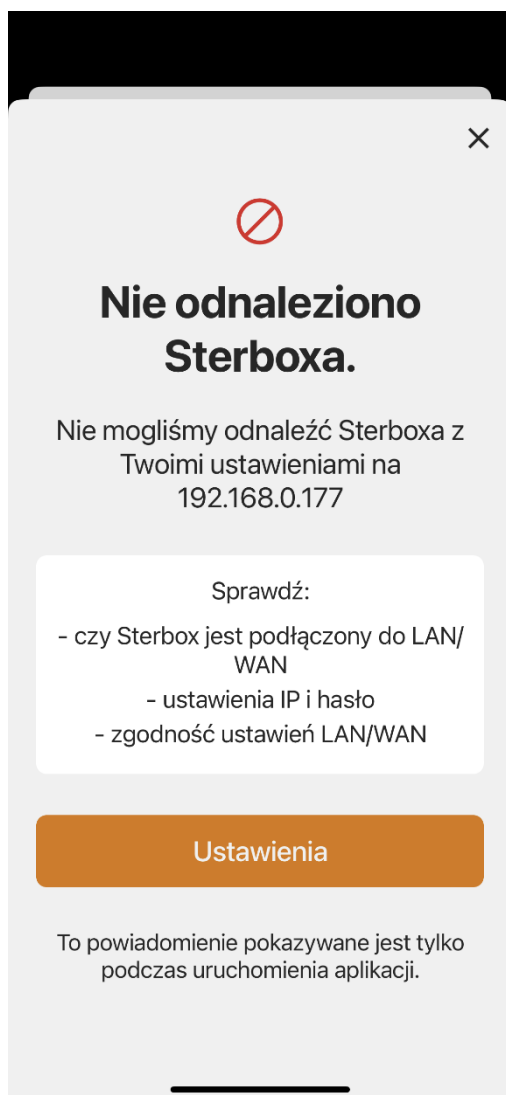 Nie odnaleziono
Sterboxa.
Nie mogliśmy odnaleźć Sterboxa z
Twoimi ustawieniami na
192.168.0.177
Sprawdź:
- czy Sterbox jest podłączony do LAN/
WAN
- ustawienia IP i hasło
- zgodność ustawień LAN/WAN
Ustawienia
To powiadomienie pokazywane jest tylko
podczas uruchomienia aplikacji.